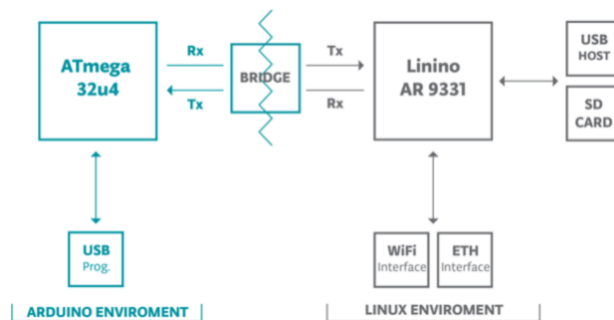 ATmega
32u4
Rx
Tx
BRIDGE
Tx
Rx
Linino
AR 9331
USB
HOST
SD
CARD
USB
Prog.
WiFi
Interface
ETH
Interface
ARDUINO ENVIROMENT
LINUX ENVIROMENT